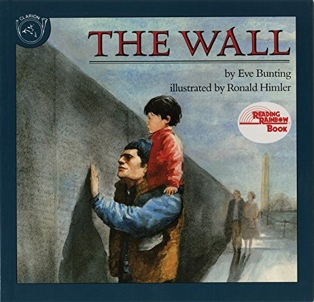 CLARION
THE WALL
by Eve Bunting
illustrated by Ronald Himler
READING
RAINBOW
BOOK